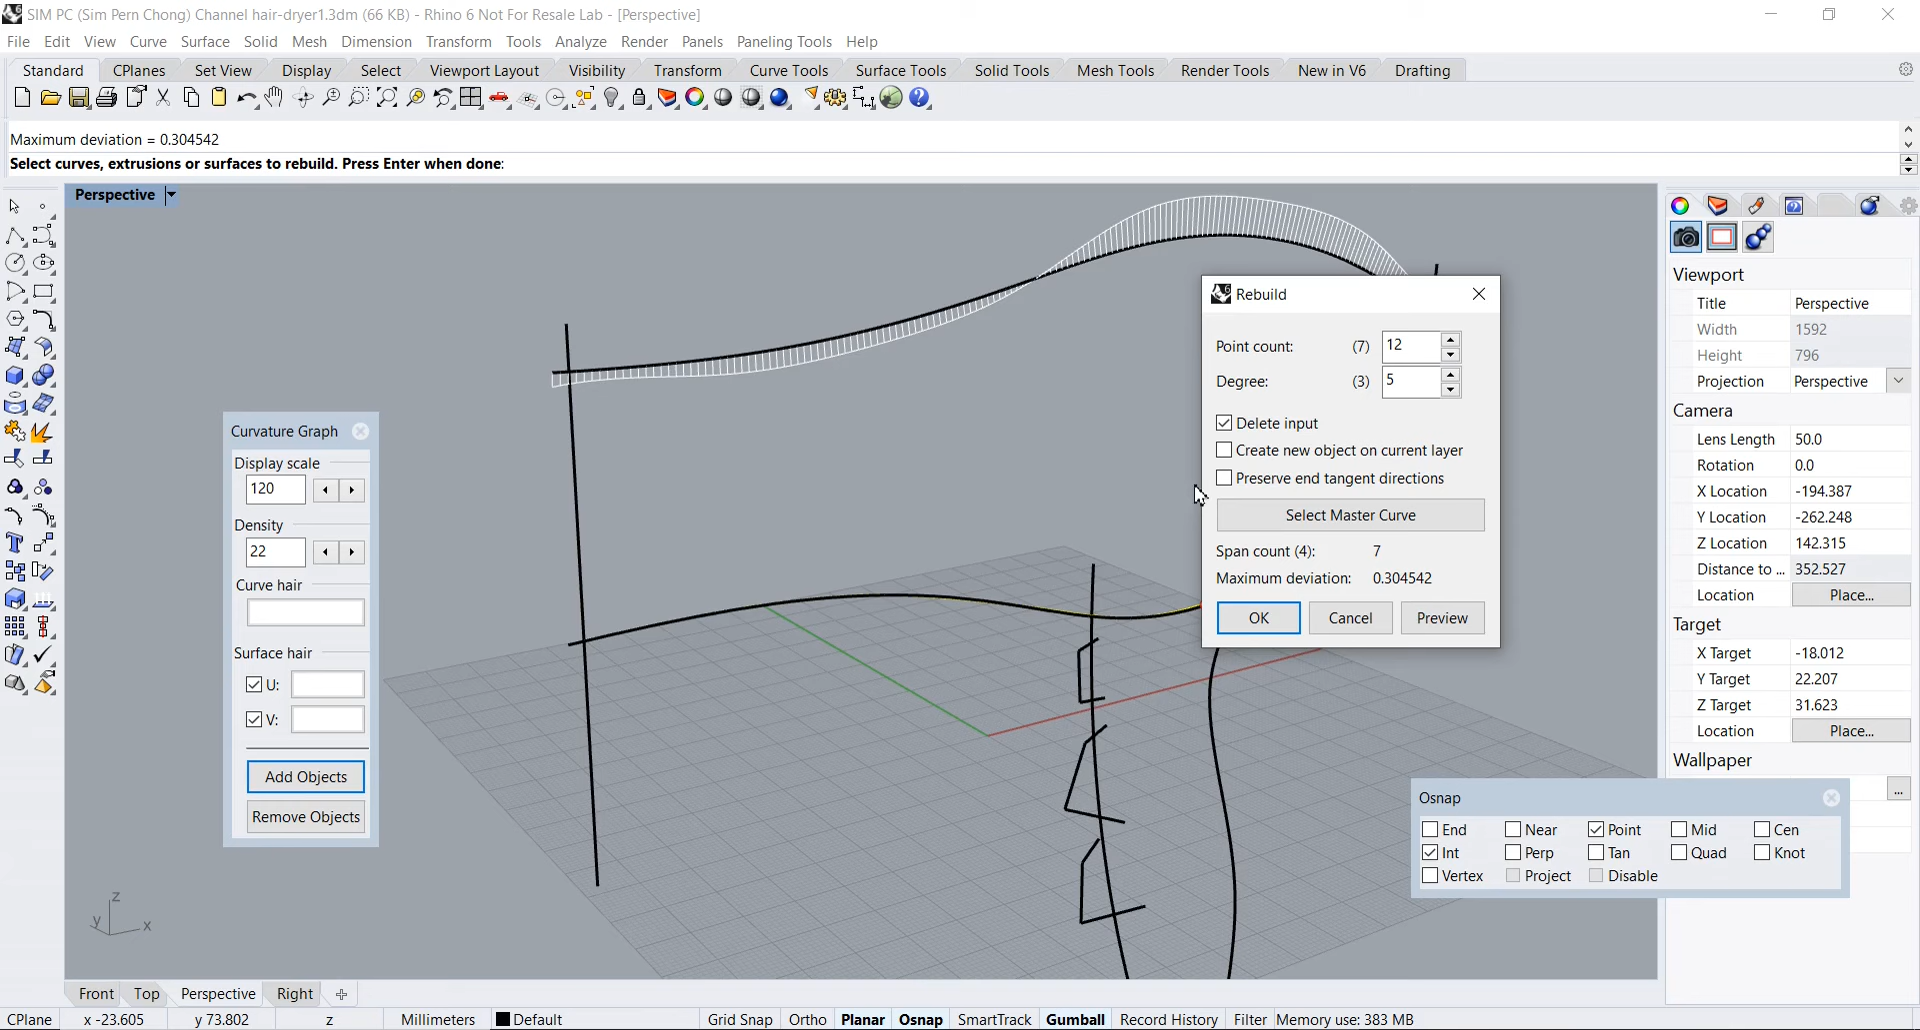 SIM PC (Sim Pern Chong) Channel hair-dryer1.3dm (66 KB) - Rhino 6 Not For Resale Lab - [Perspective]
File Edit View Curve Surface Solid Mesh Dimension Transform Tools Analyze Render Panels Paneling Tools Help
Standard CPlanes Set View Display Select Viewport Layout Visibility Transform Curve Tools Surface Tools Solid Tools Mesh Tools Render Tools New in V6 Drafting
Maximum deviation = 0.304542
Select curves, extrusions or surfaces to rebuild. Press Enter when done:
Perspective
Curvature Graph
Display scale
120
Density
22
Curve hair
Surface hair
U:
V:
Add Objects
Remove Objects
Rebuild
Point count: (7) 12
Degree: (3) 5
Delete input
Create new object on current layer
Preserve end tangent directions
Select Master Curve
Span count (4): 7
Maximum deviation: 0.304542
OK Cancel Preview
Viewport
Title Perspective
Width 1592
Height 796
Projection Perspective
Camera
Lens Length 50.0
Rotation 0.0
X Location -194.387
Y Location -262.248
Z Location 142.315
Distance to ... 352.527
Location Place...
Target
X Target -18.012
Y Target 22.207
Z Target 31.623
Location Place...
Wallpaper
...
Osnap
End Near Point Mid Cen
Int Perp Tan Quad Knot
Vertex Project Disable
z
y x
Front Top Perspective Right
CPlane x -23.605 y 73.802 z Millimeters Default Grid Snap Ortho Planar Osnap SmartTrack Gumball Record History Filter Memory use: 383 MB